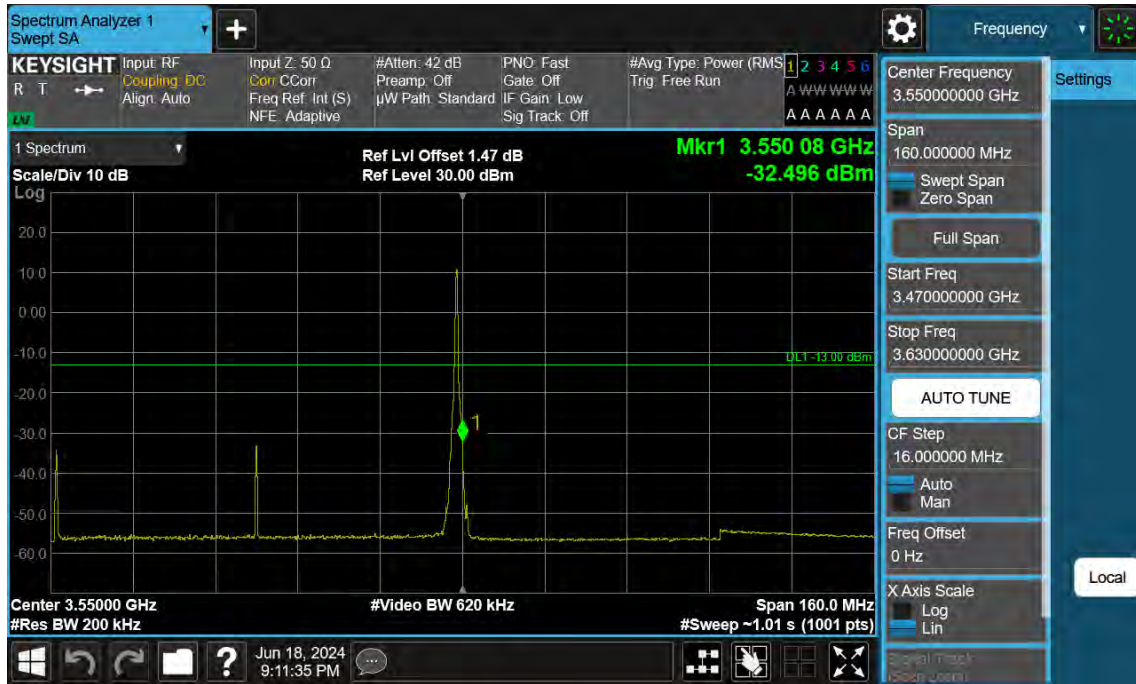 Spectrum Analyzer 1
Swept SA
Frequency
KEYSIGHT
R T
LXI
Input: RF
Coupling: DC
Align: Auto
Input Z: 50 Ω
Corr CCorr
Freq Ref: Int (S)
NFE: Adaptive
#Atten: 42 dB
Preamp: Off
µW Path: Standard
PNO: Fast
Gate: Off
IF Gain: Low
Sig Track: Off
#Avg Type: Power (RMS
Trig: Free Run
1 2 3 4 5 6
A W W W W W
A A A A A A
Center Frequency
3.550000000 GHz
Settings
Span
160.000000 MHz
Swept Span
Zero Span
Full Span
Start Freq
3.470000000 GHz
Stop Freq
3.630000000 GHz
AUTO TUNE
CF Step
16.000000 MHz
Auto
Man
Freq Offset
0 Hz
X Axis Scale
Log
Lin
Signal Track
(Span Zoom)
Local
1 Spectrum
Scale/Div 10 dB
Log
Ref Lvl Offset 1.47 dB
Ref Level 30.00 dBm
Mkr1 3.550 08 GHz
-32.496 dBm
20.0
10.0
0.00
-10.0
-20.0
-30.0
-40.0
-50.0
-60.0
DL1 -13.00 dBm
1
Center 3.55000 GHz
#Video BW 620 kHz
Span 160.0 MHz
#Res BW 200 kHz
#Sweep ~1.01 s (1001 pts)
?
Jun 18, 2024
9:11:35 PM